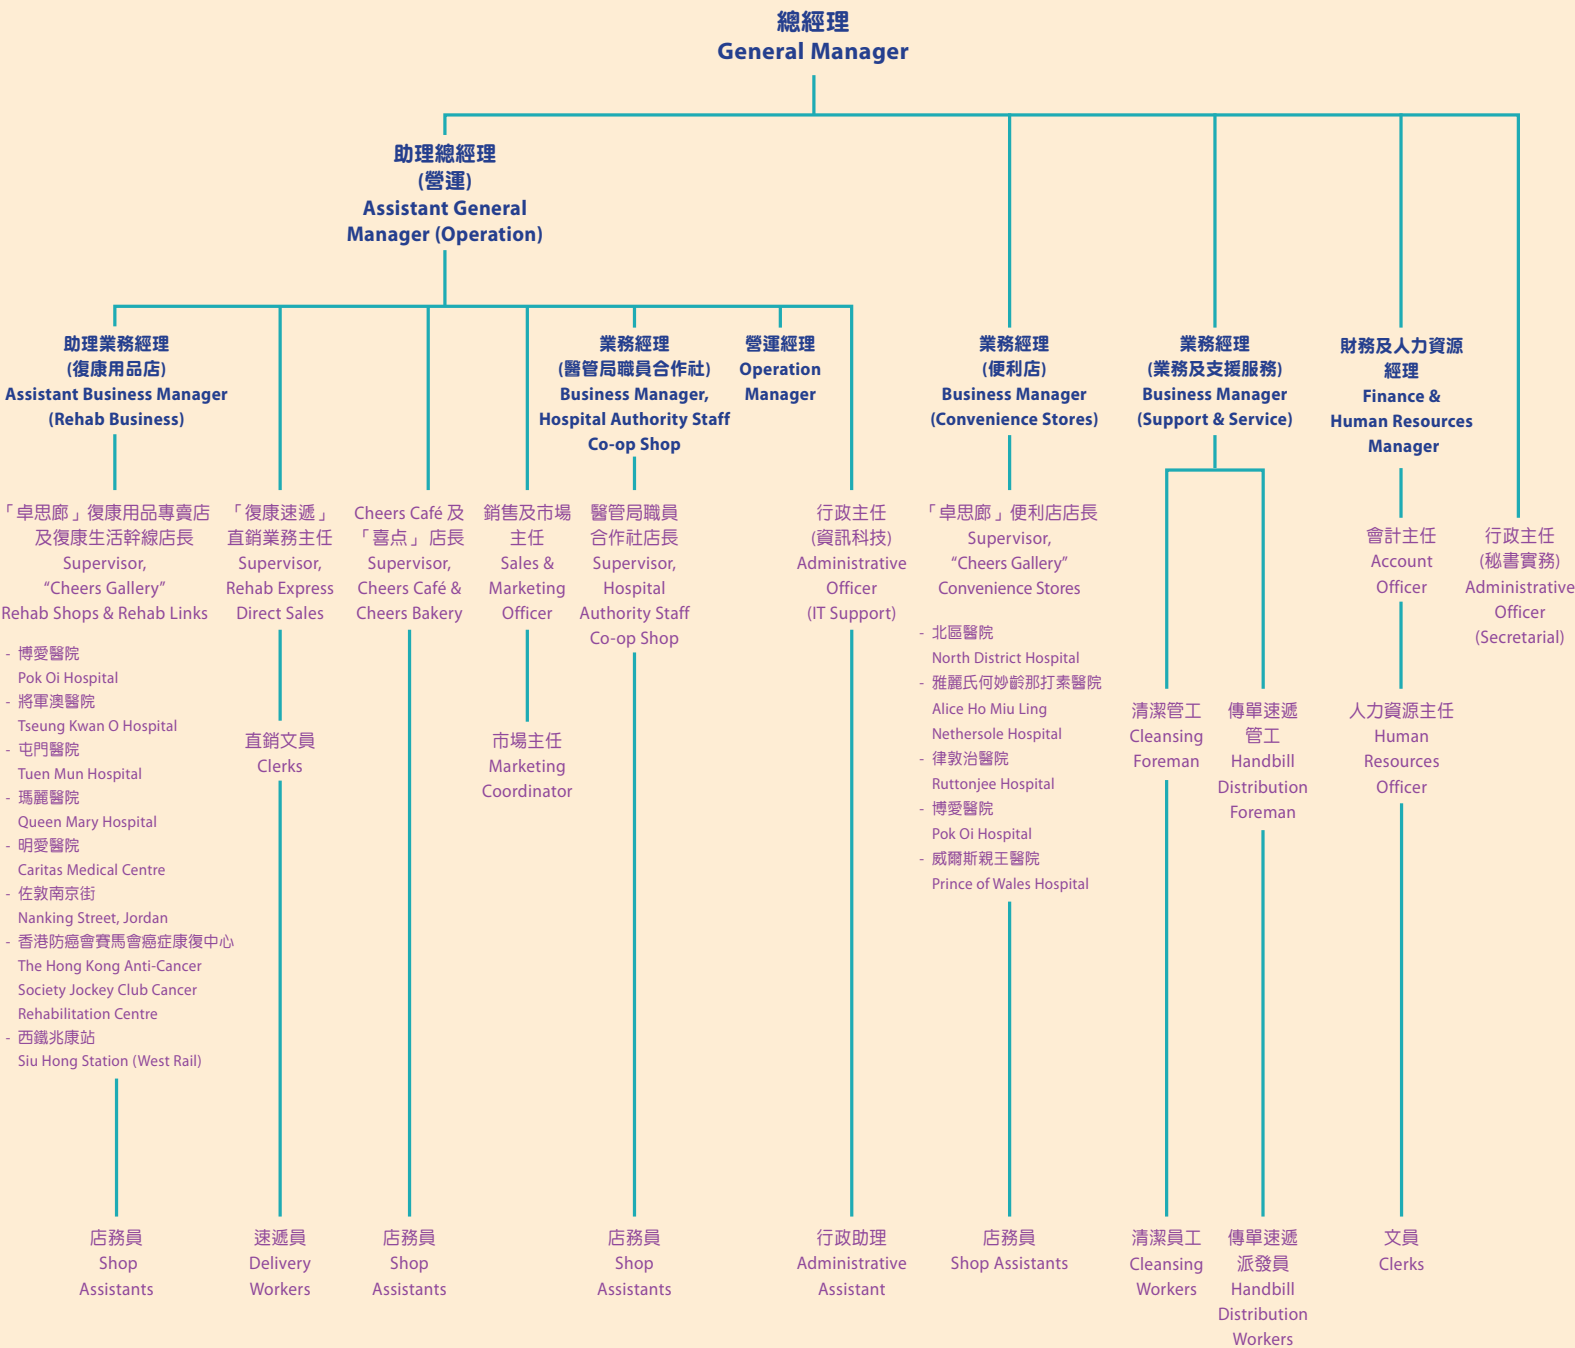 總經理
General Manager
助理總經理
(營運)
Assistant General
Manager (Operation)
助理業務經理
(復康用品店)
Assistant Business Manager
(Rehab Business)
業務經理
(醫管局職員合作社)
Business Manager,
Hospital Authority Staff
Co-op Shop
營運經理
Operation
Manager
業務經理
(便利店)
Business Manager
(Convenience Stores)
業務經理
(業務及支援服務)
Business Manager
(Support & Service)
財務及人力資源
經理
Finance &
Human Resources
Manager
「卓思廊」復康用品專賣店
及復康生活幹線店長
Supervisor,
“Cheers Gallery”
Rehab Shops & Rehab Links
- 博愛醫院
Pok Oi Hospital
- 將軍澳醫院
Tseung Kwan O Hospital
- 屯門醫院
Tuen Mun Hospital
- 瑪麗醫院
Queen Mary Hospital
- 明愛醫院
Caritas Medical Centre
- 佐敦南京街
Nanking Street, Jordan
- 香港防癌會賽馬會癌症康復中心
The Hong Kong Anti-Cancer
Society Jockey Club Cancer
Rehabilitation Centre
- 西鐵兆康站
Siu Hong Station (West Rail)
「復康速遞」
直銷業務主任
Supervisor,
Rehab Express
Direct Sales
直銷文員
Clerks
Cheers Café 及
「喜点」店長
Supervisor,
Cheers Café &
Cheers Bakery
銷售及市場
主任
Sales &
Marketing
Officer
市場主任
Marketing
Coordinator
醫管局職員
合作社店長
Supervisor,
Hospital
Authority Staff
Co-op Shop
行政主任
(資訊科技)
Administrative
Officer
(IT Support)
「卓思廊」便利店店長
Supervisor,
“Cheers Gallery”
Convenience Stores
- 北區醫院
North District Hospital
- 雅麗氏何妙齡那打素醫院
Alice Ho Miu Ling
Nethersole Hospital
- 律敦治醫院
Ruttonjee Hospital
- 博愛醫院
Pok Oi Hospital
- 威爾斯親王醫院
Prince of Wales Hospital
清潔管工
Cleansing
Foreman
傳單速遞
管工
Handbill
Distribution
Foreman
會計主任
Account
Officer
人力資源主任
Human
Resources
Officer
行政主任
(秘書實務)
Administrative
Officer
(Secretarial)
店務員
Shop
Assistants
速遞員
Delivery
Workers
店務員
Shop
Assistants
店務員
Shop
Assistants
行政助理
Administrative
Assistant
店務員
Shop Assistants
清潔員工
Cleansing
Workers
傳單速遞
派發員
Handbill
Distribution
Workers
文員
Clerks